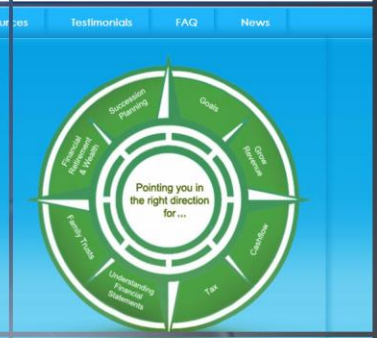 urces Testimonials FAQ News
Succession
Planning
Goals
Grow
Revenue
Cashflow
Tax
Understanding
Financial
Statements
Family Trusts
Financial
Retirement
& Wealth
Pointing you in
the right direction
for ...